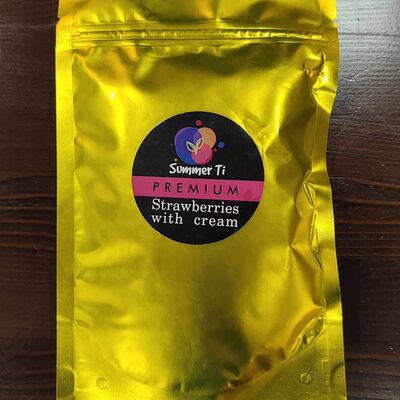 Summer Ti
PREMIUM
Strawberries
with cream